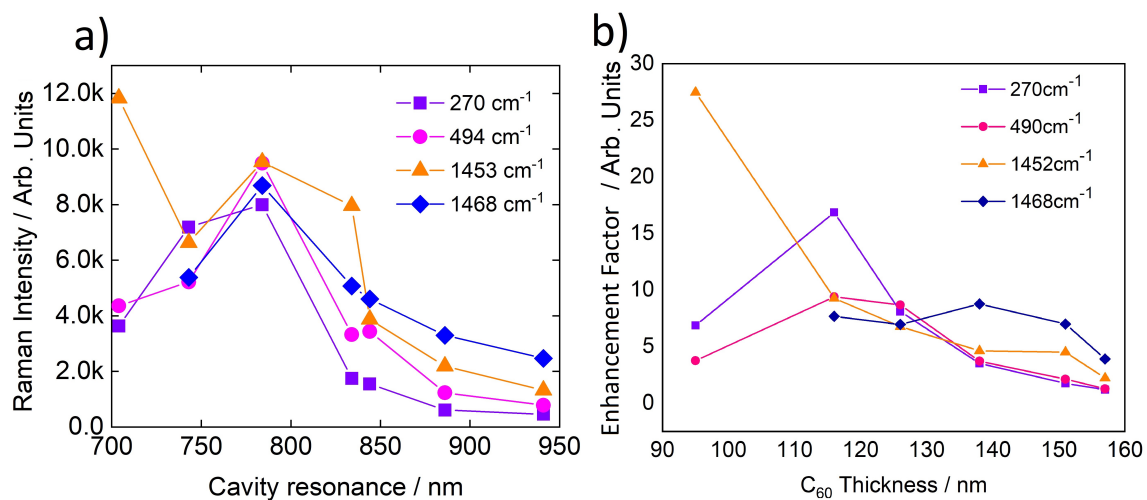 a)
Raman Intensity / Arb. Units
12.0k
10.0k
8.0k
6.0k
4.0k
2.0k
0.0
700 750 800 850 900 950
Cavity resonance / nm
270 cm⁻¹
494 cm⁻¹
1453 cm⁻¹
1468 cm⁻¹
b)
Enhancement Factor / Arb. Units
30
25
20
15
10
5
0
90 100 110 120 130 140 150 160
C₆₀ Thickness / nm
270cm⁻¹
490cm⁻¹
1452cm⁻¹
1468cm⁻¹